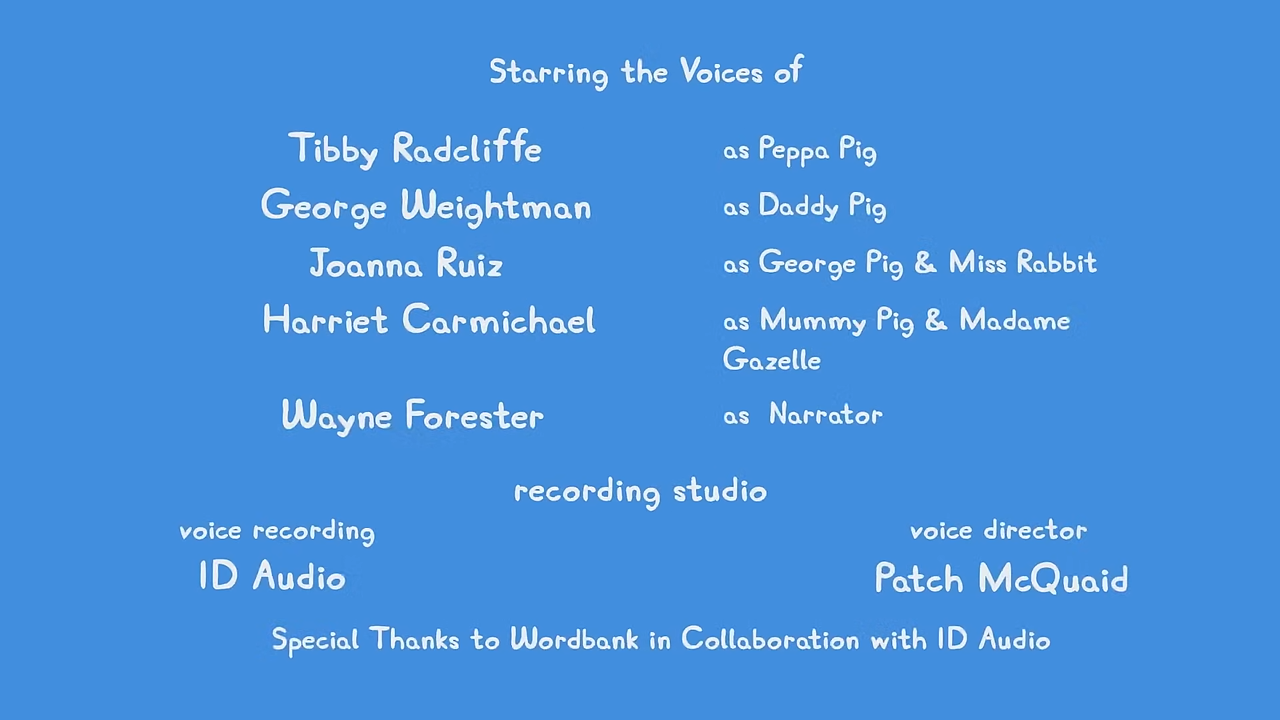 Starring the Voices of
Tibby Radcliffe as Peppa Pig
George Weightman as Daddy Pig
Joanna Ruiz as George Pig & Miss Rabbit
Harriet Carmichael as Mummy Pig & Madame
Gazelle
Wayne Forester as Narrator
recording studio
voice recording voice director
ID Audio Patch McQuaid
Special Thanks to Wordbank in Collaboration with ID Audio